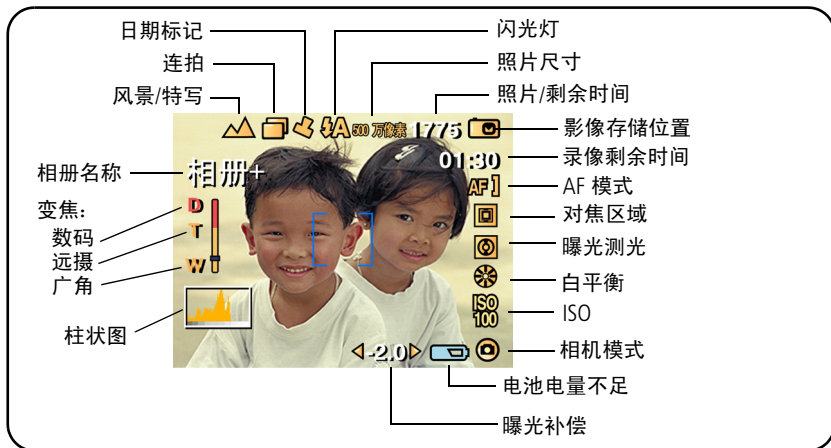 日期标记
连拍
风景/特写
闪光灯
照片尺寸
照片/剩余时间
影像存储位置
录像剩余时间
AF 模式
对焦区域
曝光测光
白平衡
ISO
相机模式
电池电量不足
曝光补偿
相册名称
变焦:
数码
远摄
广角
柱状图
A 500 万像素 1775
01:30
相册+
AF
D
T
W
ISO
100
-2.0